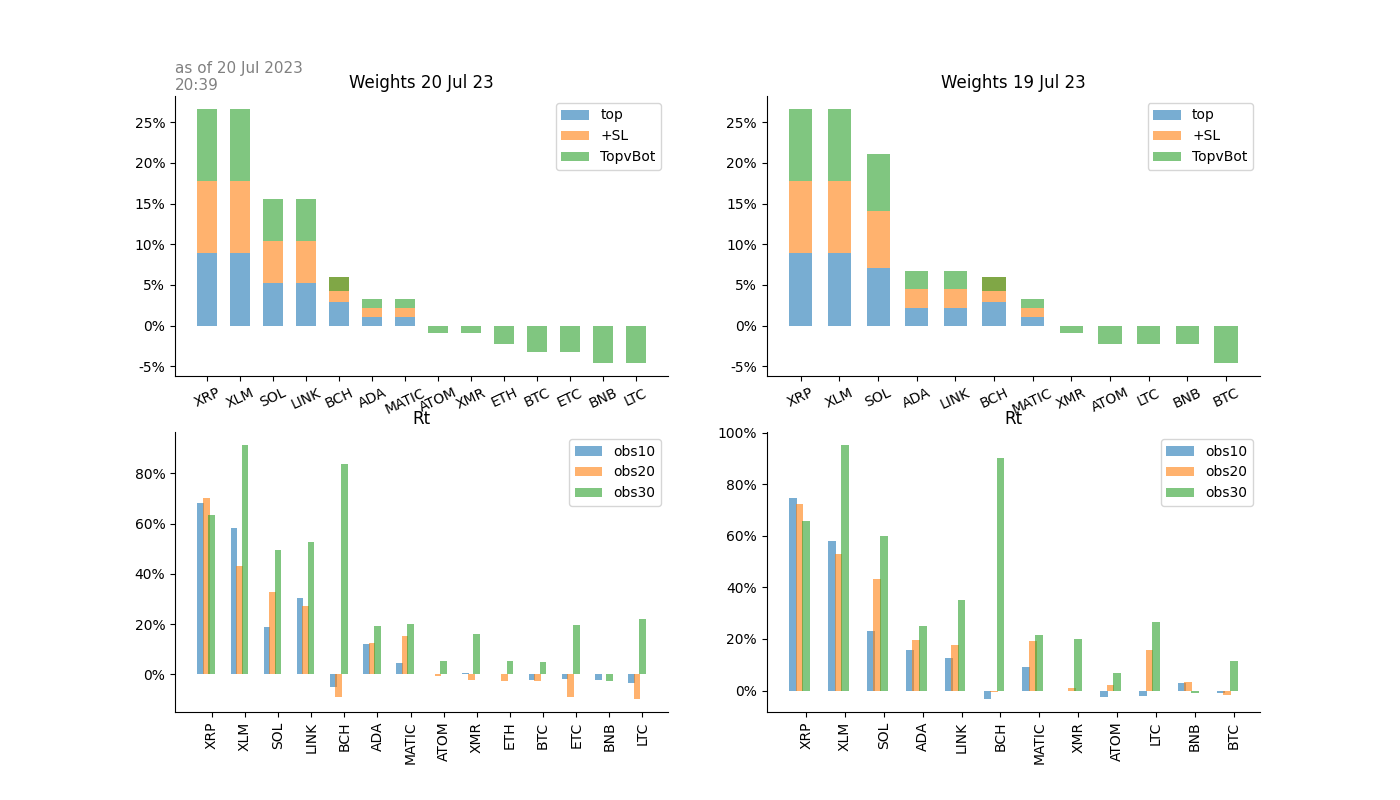 as of 20 Jul 2023
20:39
Weights 20 Jul 23
25%
20%
15%
10%
5%
0%
-5%
top
+SL
TopvBot
XRP XLM SOL LINK BCH ADA MATIC ATOM XMR ETH BTC ETC BNB LTC
Weights 19 Jul 23
25%
20%
15%
10%
5%
0%
-5%
top
+SL
TopvBot
XRP XLM SOL ADA LINK BCH MATIC XMR ATOM LTC BNB BTC
Rt
80%
60%
40%
20%
0%
obs10
obs20
obs30
XRP XLM SOL LINK BCH ADA MATIC ATOM XMR ETH BTC ETC BNB LTC
Rt
100%
80%
60%
40%
20%
0%
obs10
obs20
obs30
XRP XLM SOL ADA LINK BCH MATIC XMR ATOM LTC BNB BTC